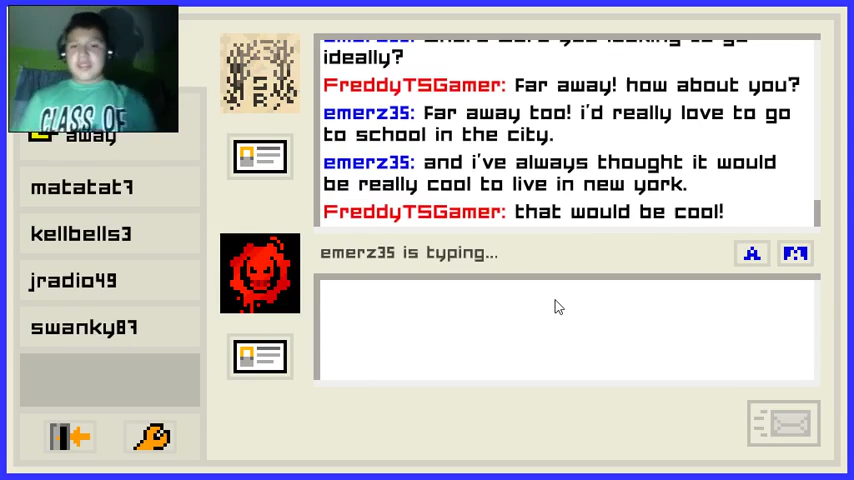 CLASS OF
away
matatat7
kellbells3
jradio49
swanky87
ideally?
FreddyTSGamer: Far away! how about you?
emerz35: Far away too! i'd really love to go
to school in the city.
emerz35: and i've always thought it would
be really cool to live in new york.
FreddyTSGamer: that would be cool!
emerz35 is typing...
A